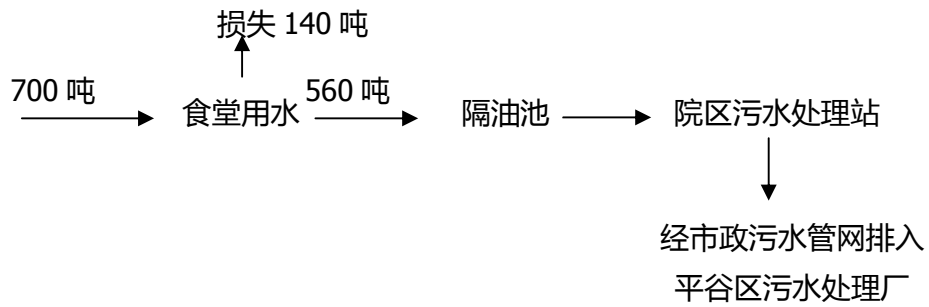 损失 140 吨
700 吨
食堂用水
560 吨
隔油池
院区污水处理站
经市政污水管网排入
平谷区污水处理厂